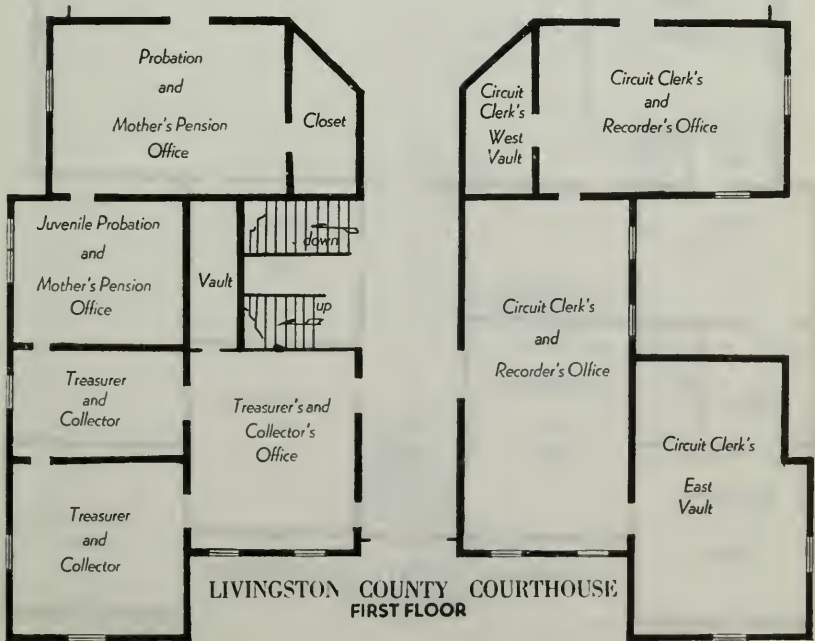 Probation
and
Mother's Pension
Office
Closet
Circuit
Clerk's
West
Vault
Circuit Clerk's
and
Recorder's Office
Juvenile Probation
and
Mother's Pension
Office
Vault
down
up
Circuit Clerk's
and
Recorder's Office
Treasurer
and
Collector
Treasurer's and
Collector's
Office
Circuit Clerk's
East
Vault
Treasurer
and
Collector
LIVINGSTON COUNTY COURTHOUSE
FIRST FLOOR